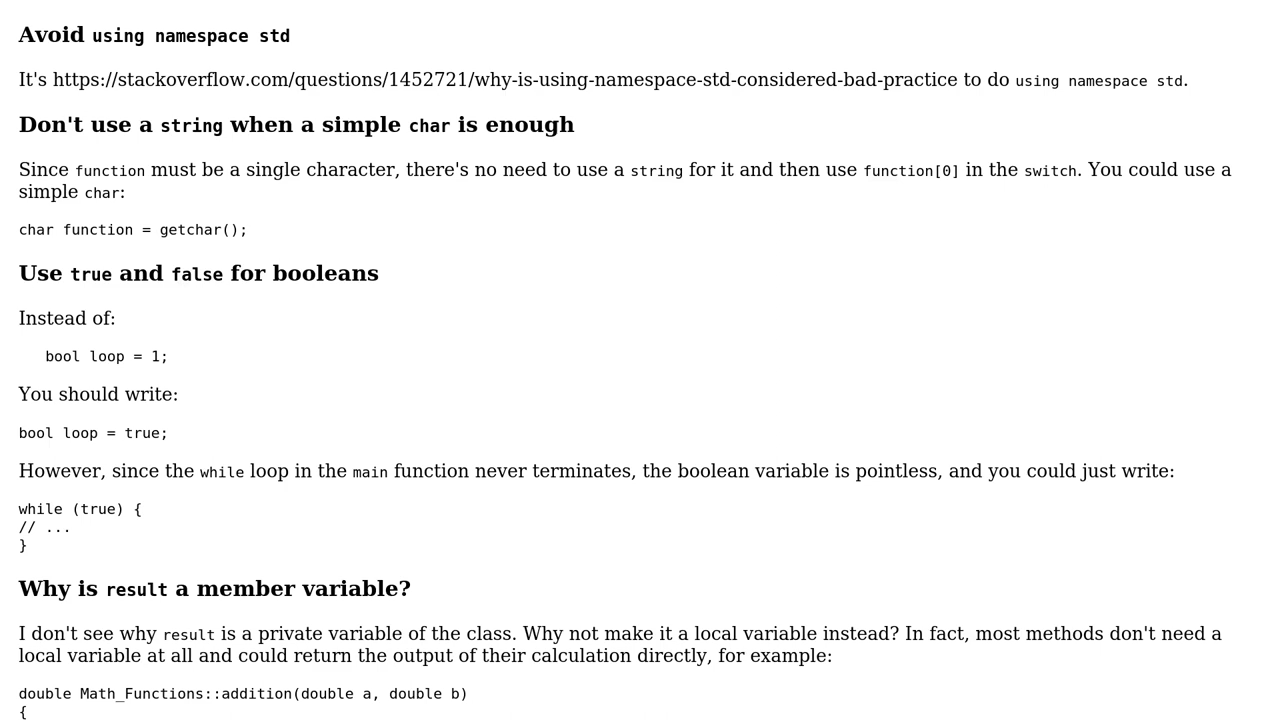 Avoid using namespace std
It's https://stackoverflow.com/questions/1452721/why-is-using-namespace-std-considered-bad-practice to do using namespace std.
Don't use a string when a simple char is enough
Since function must be a single character, there's no need to use a string for it and then use function[0] in the switch. You could use a
simple char:
char function = getchar();
Use true and false for booleans
Instead of:
   bool loop = 1;
You should write:
bool loop = true;
However, since the while loop in the main function never terminates, the boolean variable is pointless, and you could just write:
while (true) {
// ...
}
Why is result a member variable?
I don't see why result is a private variable of the class. Why not make it a local variable instead? In fact, most methods don't need a
local variable at all and could return the output of their calculation directly, for example:
double Math_Functions::addition(double a, double b)
{